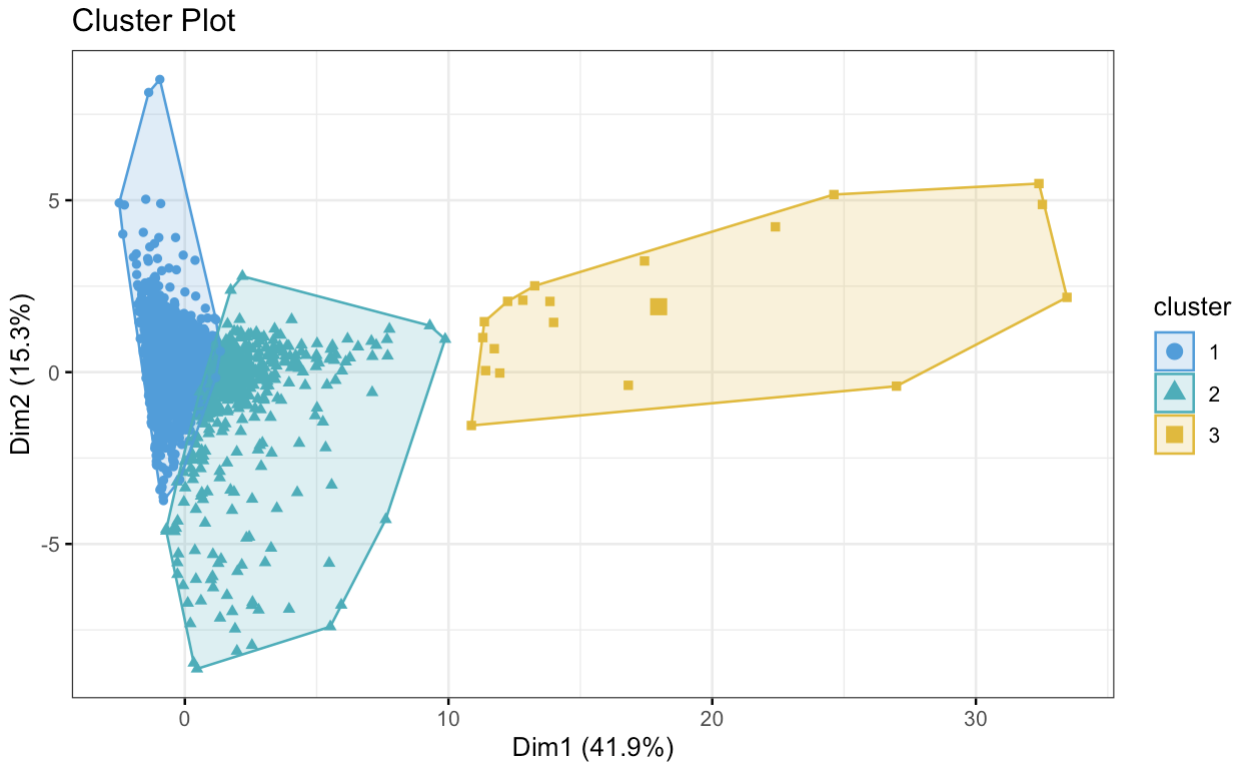 Cluster Plot
Dim2 (15.3%)
5
0
-5
0 10 20 30
Dim1 (41.9%)
cluster
1
2
3